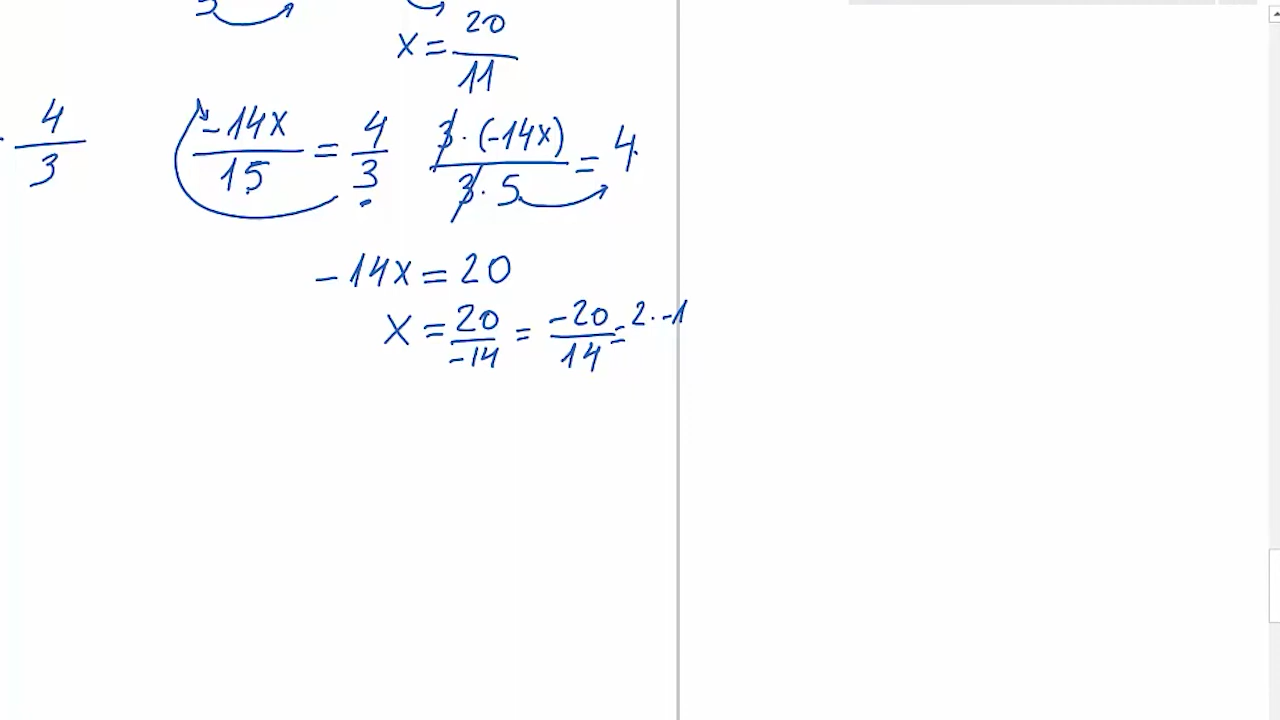 x = 20/11
4/3   -14x/15 = 4/3   3·(-14x)/3·5 = 4
-14x = 20
x = 20/-14 = -20/14 = 2·-1